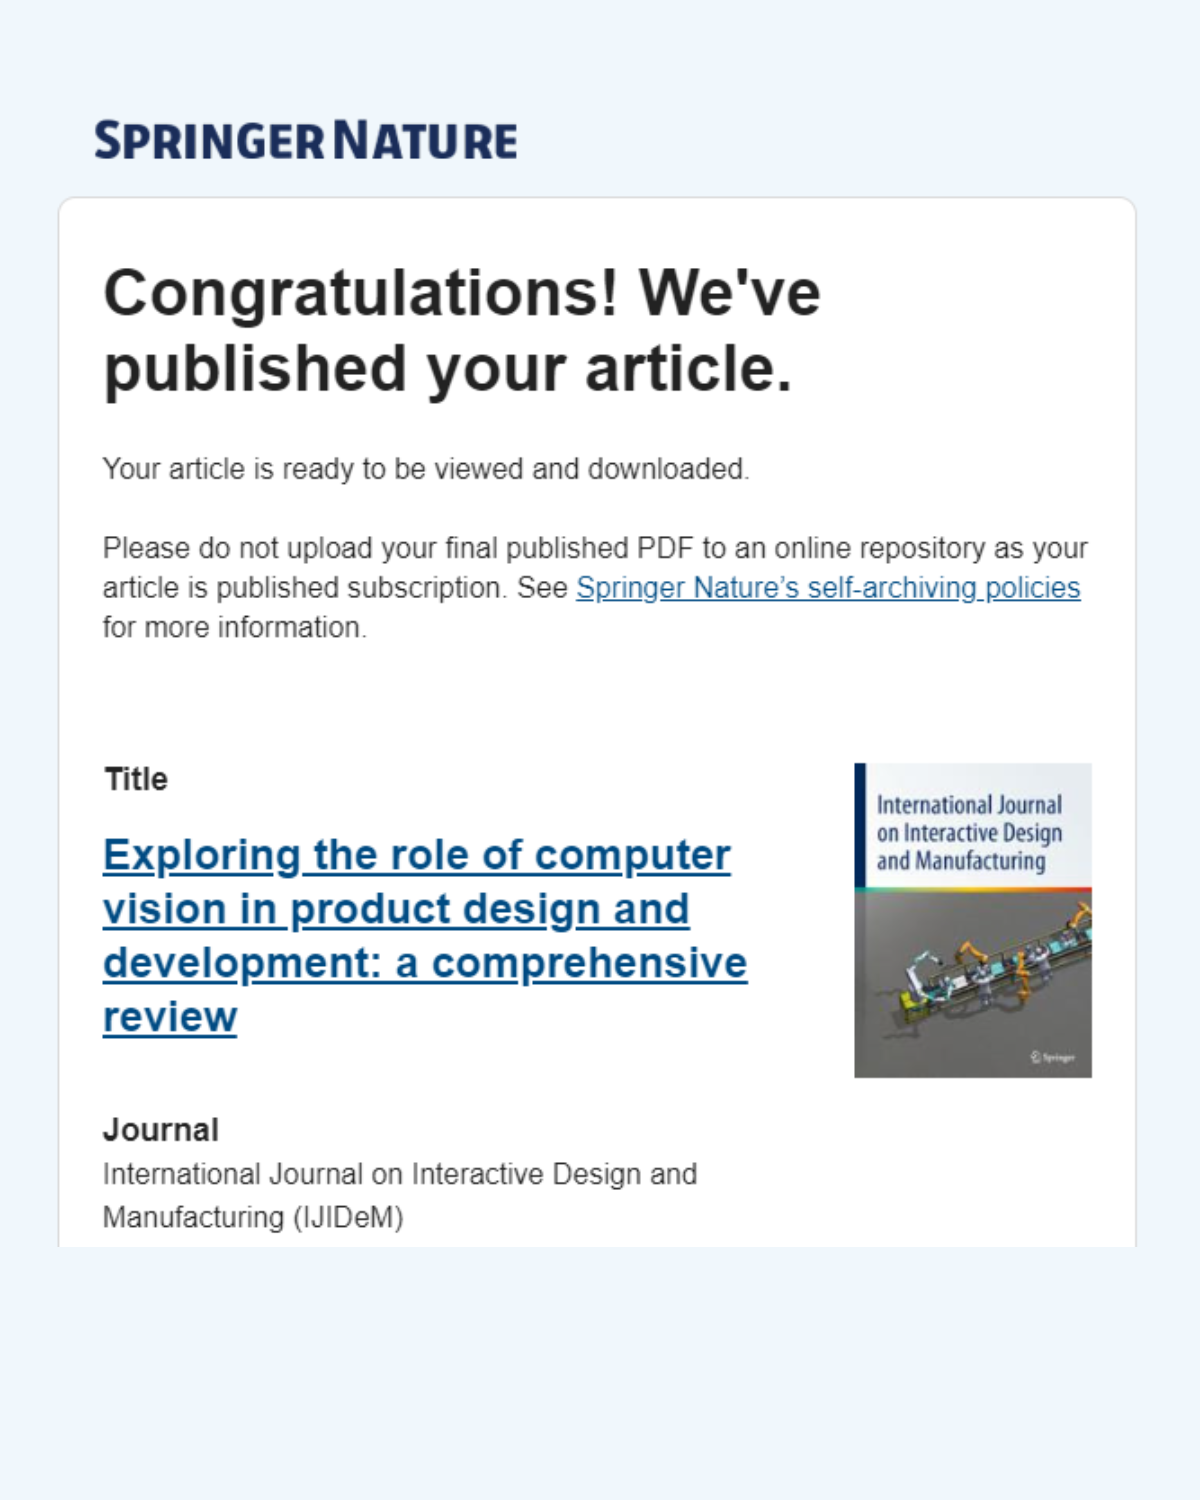 SPRINGER NATURE
Congratulations! We've
published your article.
Your article is ready to be viewed and downloaded.
Please do not upload your final published PDF to an online repository as your
article is published subscription. See Springer Nature’s self-archiving policies
for more information.
Title
Exploring the role of computer
vision in product design and
development: a comprehensive
review
International Journal
on Interactive Design
and Manufacturing
Springer
Journal
International Journal on Interactive Design and
Manufacturing (IJIDeM)